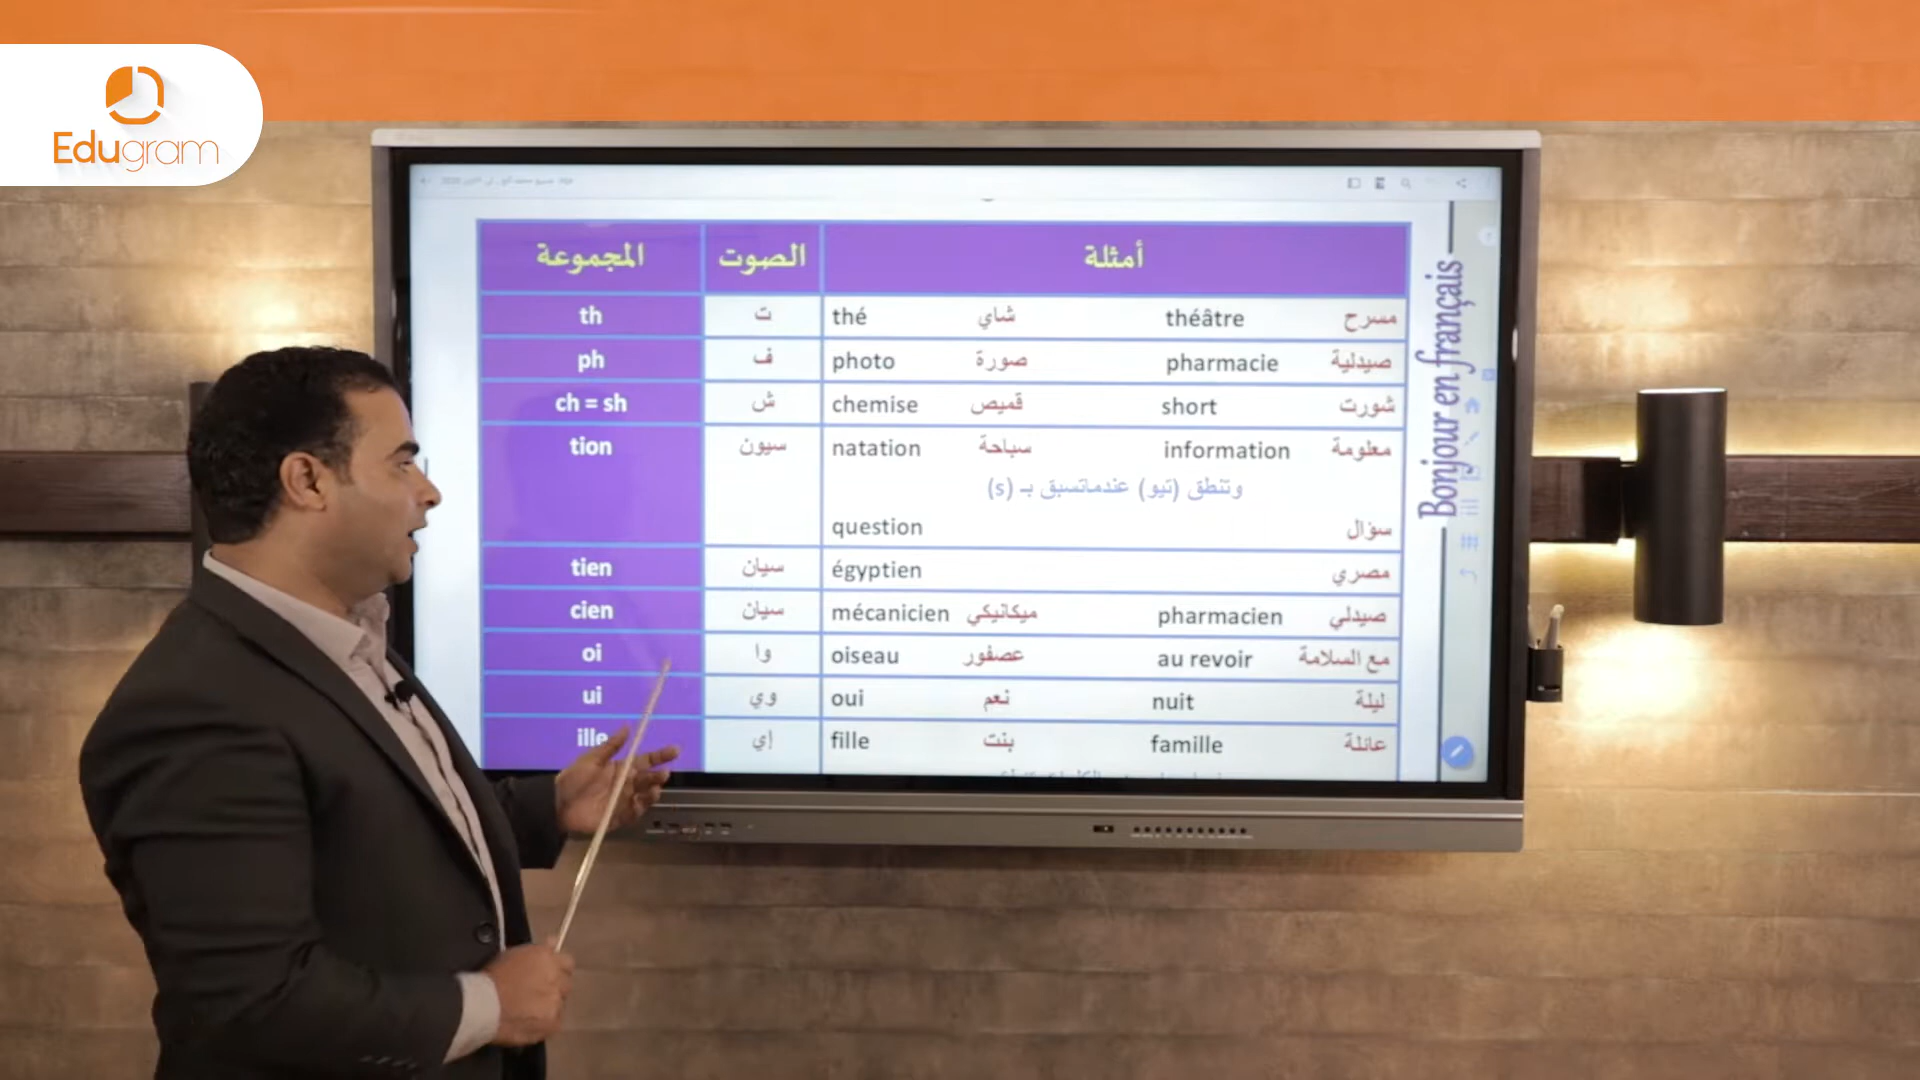 Edugram
المجموعة الصوت أمثلة
th ت thé شاي théâtre مسرح
ph ف photo صورة pharmacie صيدلية
ch = sh ش chemise قميص short شورت
tion سيون natation سباحة information معلومة
وتنطق (تيو) عندماتسبق بـ (s)
question سؤال
tien سيان égyptien مصري
cien سيان mécanicien ميكانيكي pharmacien صيدلي
oi وا oiseau عصفور au revoir مع السلامة
ui وي oui نعم nuit ليلة
ille إي fille بنت famille عائلة
Bonjour en français